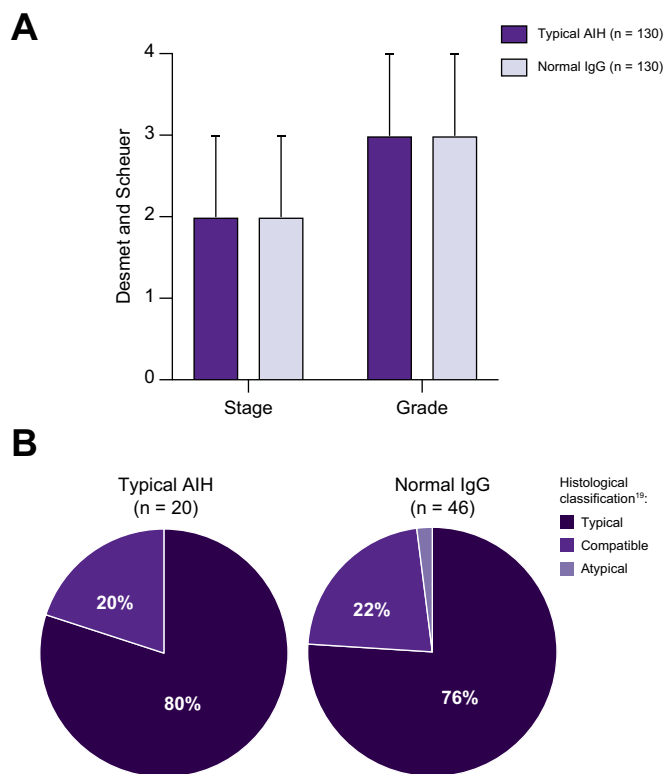 A
Typical AIH (n = 130)
Normal IgG (n = 130)
Desmet and Scheuer
4
3
2
1
0
Stage
Grade
B
Typical AIH
(n = 20)
Normal IgG
(n = 46)
Histological
classification¹⁹:
Typical
Compatible
Atypical
20%
80%
22%
76%